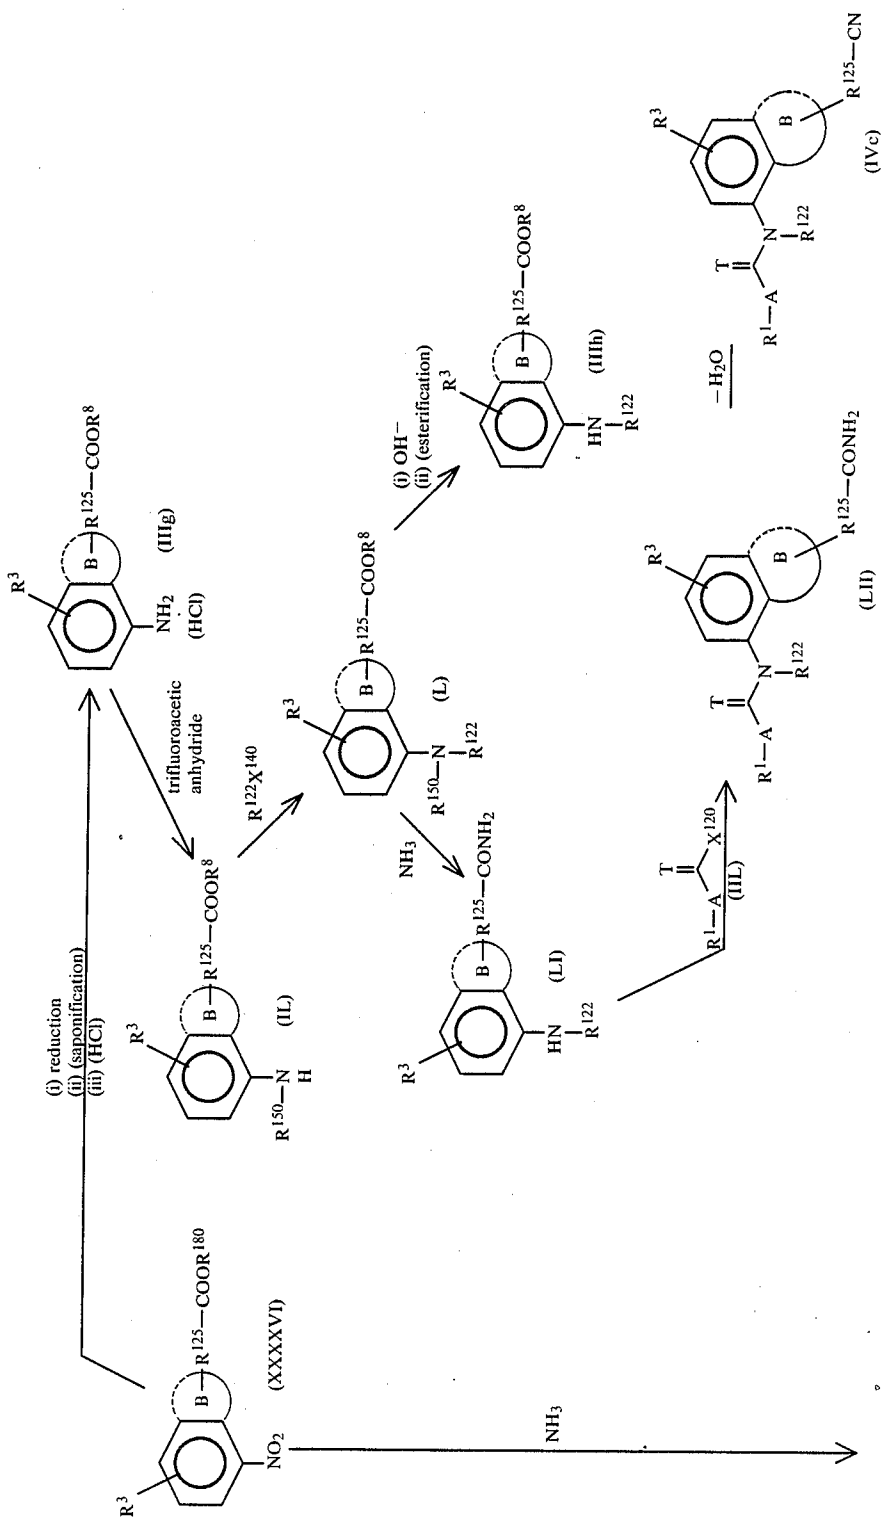 (i) reduction
(ii) (saponification)
(iii) (HCl)
R³
NO₂
B—R¹²⁵—COOR¹⁸⁰
(XXXXVI)
NH₃
R³
B—R¹²⁵—COOR⁸
NH₂
(HCl)
(IIIg)
trifluoroacetic
anhydride
R³
B—R¹²⁵—COOR⁸
R¹⁵⁰—N
H
(IL)
R¹²²X¹⁴⁰
R³
B—R¹²⁵—COOR⁸
R¹⁵⁰—N—R¹²²
(L)
(i) OH⁻
(ii) (esterification)
R³
B—R¹²⁵—COOR⁸
HN—R¹²²
(IIIh)
NH₃
R³
B—R¹²⁵—CONH₂
HN—R¹²²
(LI)
T
R¹—A
X¹²⁰
(IIL)
R³
B
T
R¹—A
N—R¹²²
R¹²⁵—CONH₂
(LII)
−H₂O
R³
B
T
R¹—A
N—R¹²²
R¹²⁵—CN
(IVc)